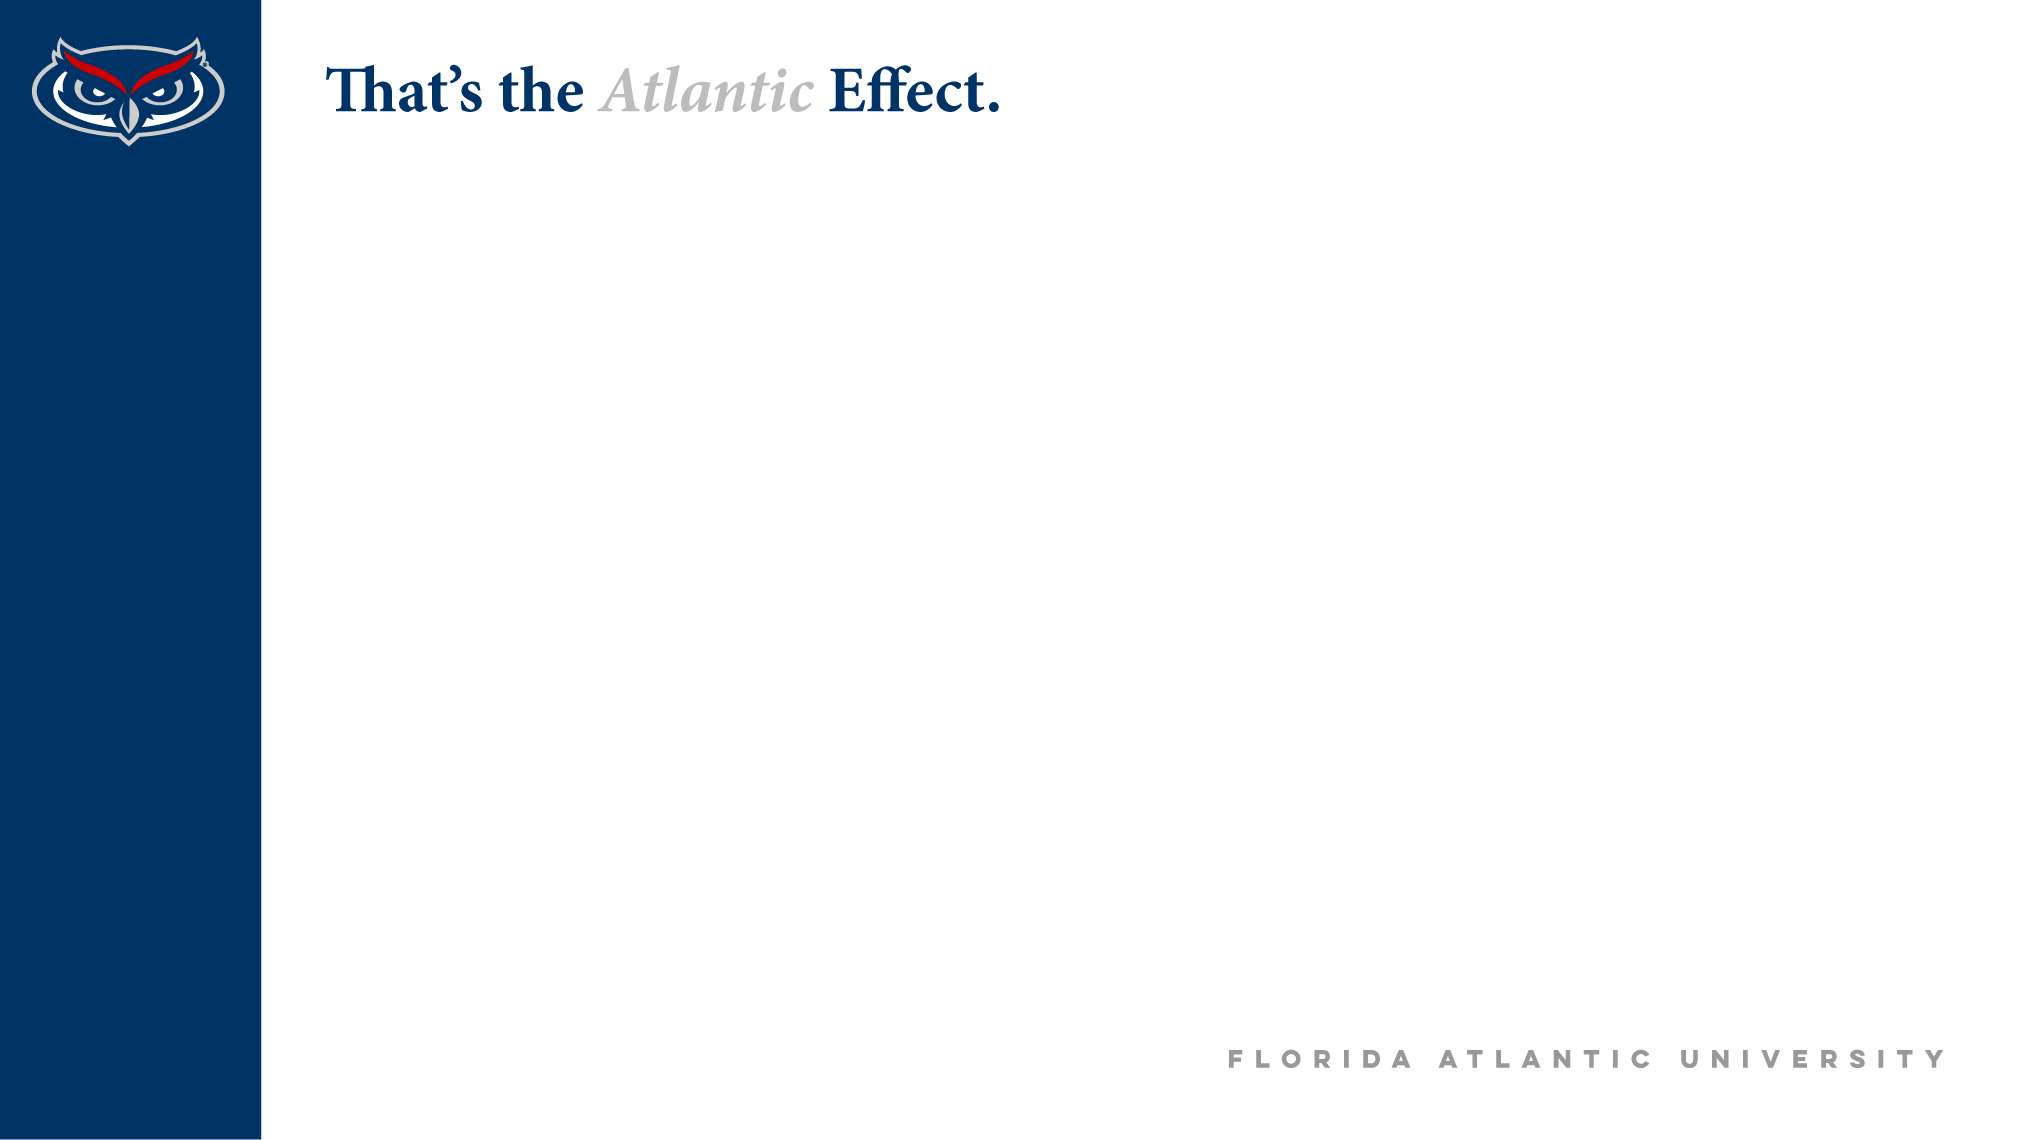 That’s the Atlantic Effect.
FLORIDA ATLANTIC UNIVERSITY